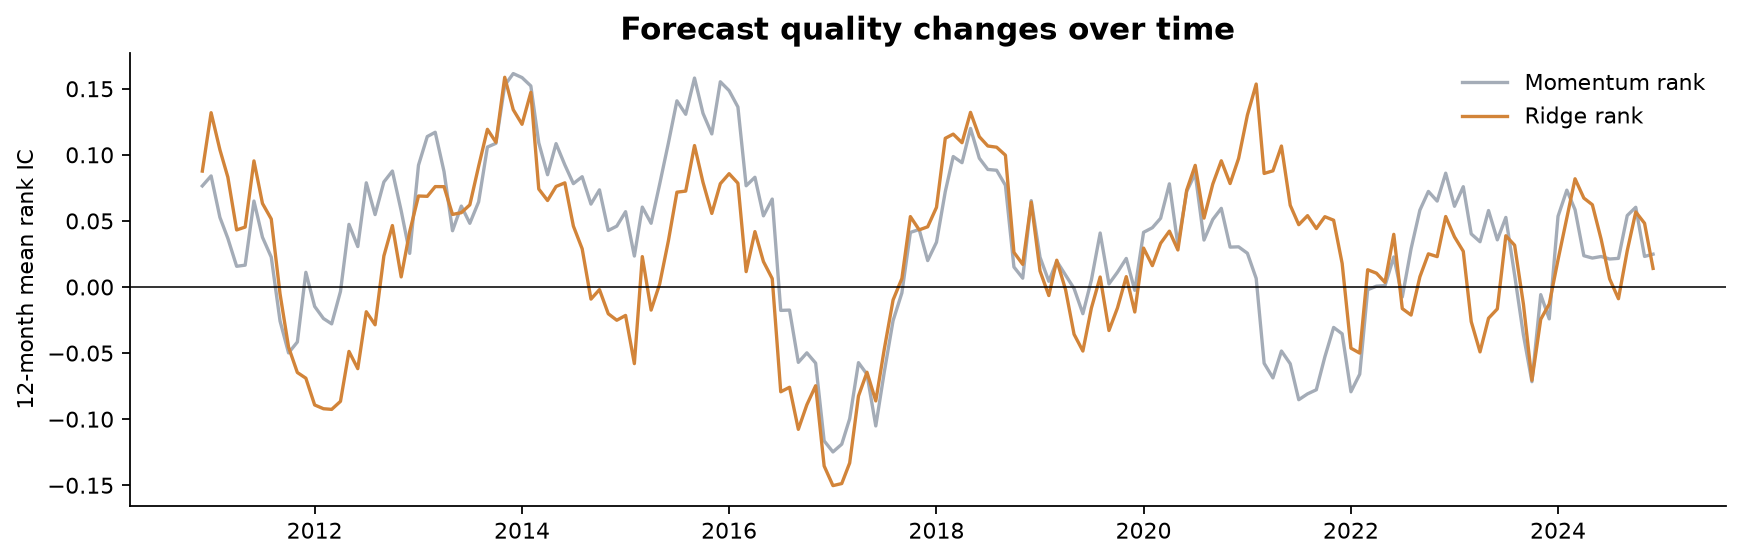 Forecast quality changes over time
12-month mean rank IC
0.15
0.10
0.05
0.00
−0.05
−0.10
−0.15
Momentum rank
Ridge rank
2012 2014 2016 2018 2020 2022 2024